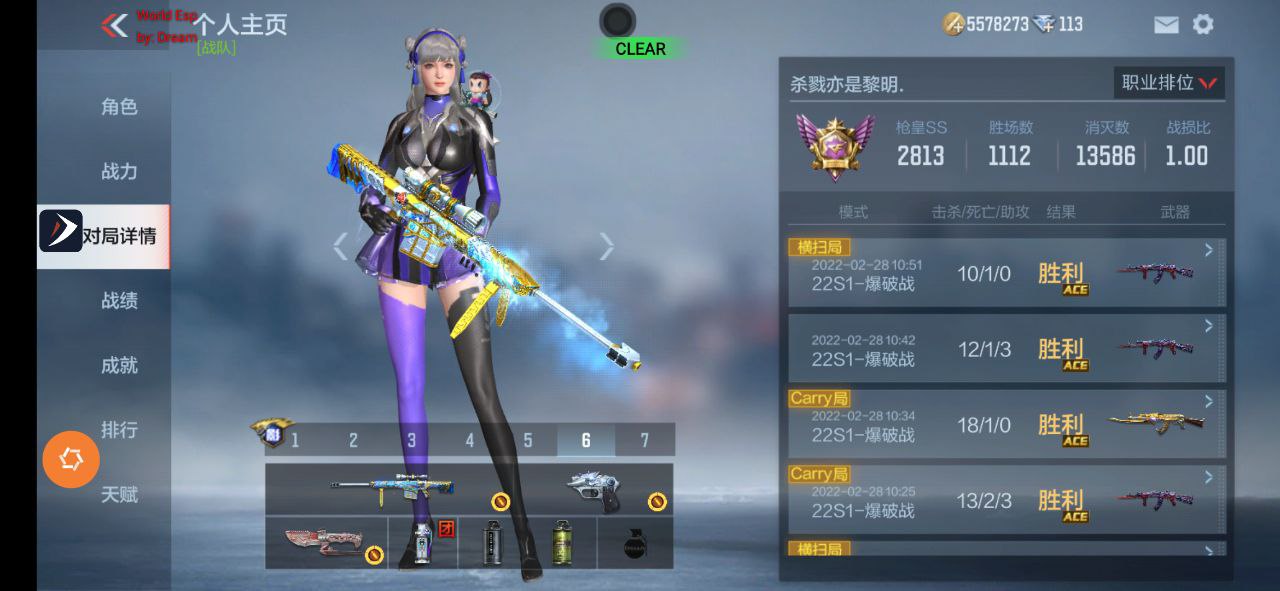 World Esp
by: Dream
个人主页
[战队]
CLEAR
5578273
113
角色
战力
对局详情
战绩
成就
排行
天赋
影
1
2
3
4
5
6
7
团
杀戮亦是黎明.
职业排位
枪皇SS
胜场数
消灭数
战损比
2813
1112
13586
1.00
模式
击杀/死亡/助攻
结果
武器
横扫局
2022-02-28 10:51
22S1-爆破战
10/1/0
胜利
ACE
2022-02-28 10:42
22S1-爆破战
12/1/3
胜利
ACE
Carry局
2022-02-28 10:34
22S1-爆破战
18/1/0
胜利
ACE
Carry局
2022-02-28 10:25
22S1-爆破战
13/2/3
胜利
ACE
横扫局